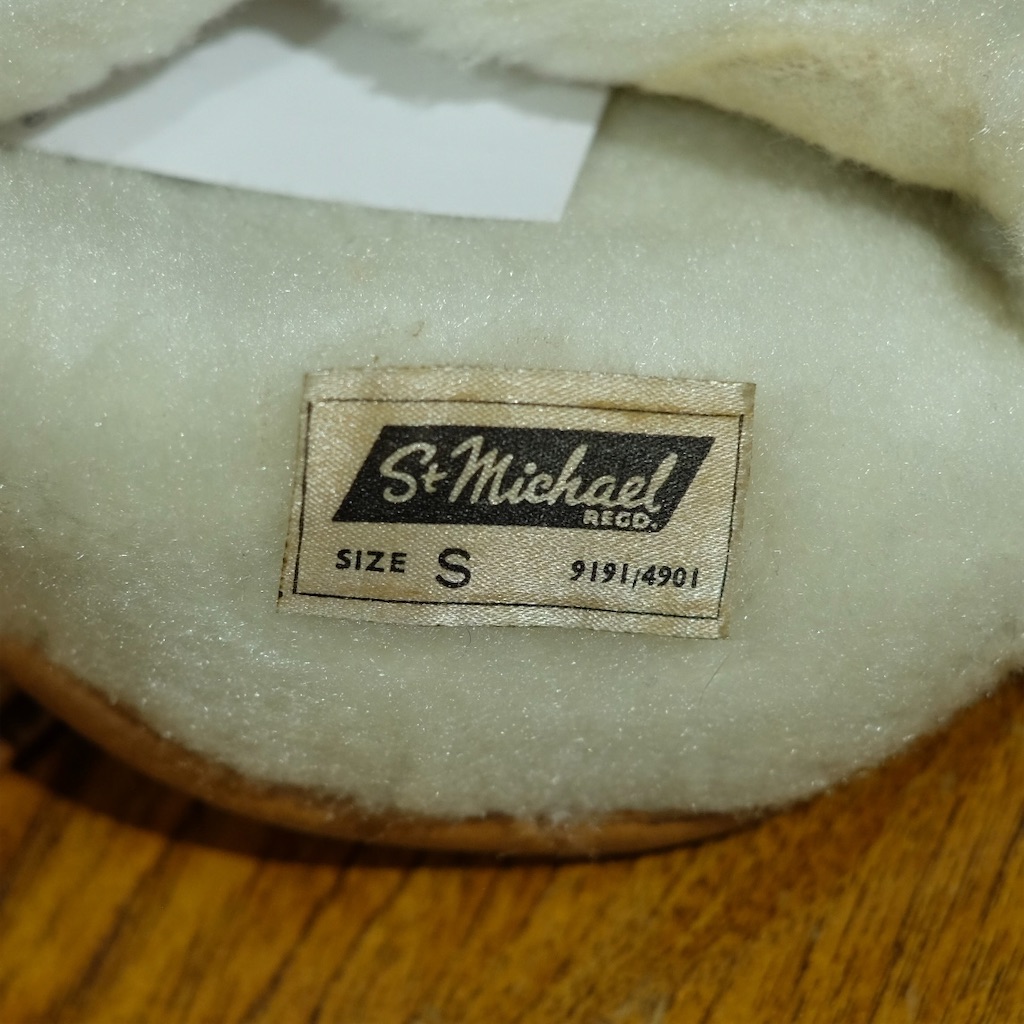 St Michael
REGD.
SIZE S 9191/4901